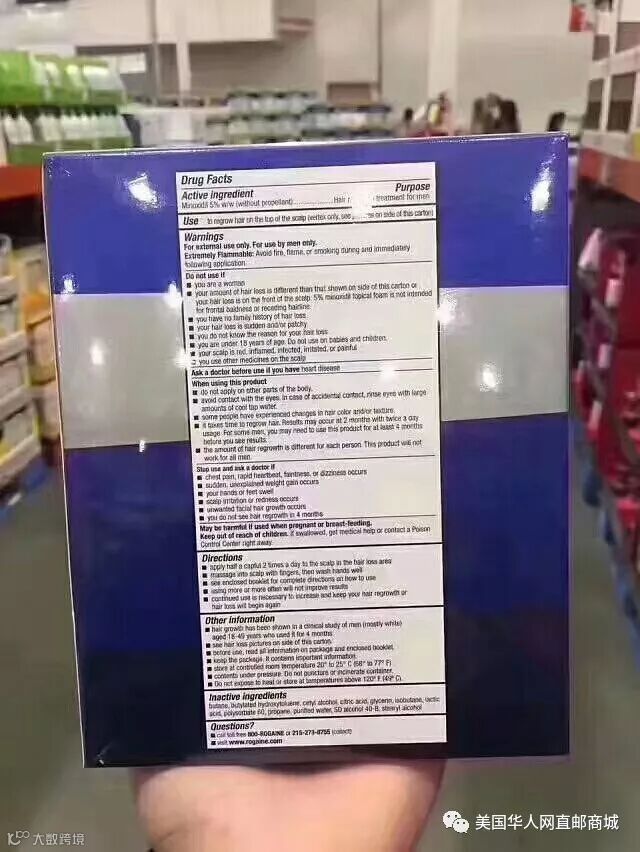 Drug Facts
Active ingredient Purpose
Minoxidil 5% w/w (without propellant) .................... Hair treatment for men
Use to regrow hair on the top of the scalp (vertex only, see on side of this carton)
Warnings
For external use only. For use by men only.
Extremely Flammable: Avoid fire, flame, or smoking during and immediately
following application
Do not use if
■ you are a woman
■ your amount of hair loss is different than that shown on side of this carton or
your hair loss is on the front of the scalp. 5% minoxidil topical foam is not intended
for frontal baldness or receding hairline.
■ you have no family history of hair loss
■ your hair loss is sudden and/or patchy
■ you do not know the reason for your hair loss
■ you are under 18 years of age. Do not use on babies and children.
■ your scalp is red, inflamed, infected, irritated, or painful
■ you use other medicines on the scalp
Ask a doctor before use if you have heart disease
When using this product
■ do not apply on other parts of the body.
■ avoid contact with the eyes. In case of accidental contact, rinse eyes with large
amounts of cool tap water.
■ some people have experienced changes in hair color and/or texture.
■ it takes time to regrow hair. Results may occur at 2 months with twice a day
usage. For some men, you may need to use this product for at least 4 months
before you see results.
■ the amount of hair regrowth is different for each person. This product will not
work for all men.
Stop use and ask a doctor if
■ chest pain, rapid heartbeat, faintness, or dizziness occurs
■ sudden, unexplained weight gain occurs
■ your hands or feet swell
■ scalp irritation or redness occurs
■ unwanted facial hair growth occurs
■ you do not see hair regrowth in 4 months
May be harmful if used when pregnant or breast-feeding.
Keep out of reach of children. If swallowed, get medical help or contact a Poison
Control Center right away.
Directions
■ apply half a capful 2 times a day to the scalp in the hair loss area
■ massage into scalp with fingers, then wash hands well
■ see enclosed booklet for complete directions on how to use
■ using more or more often will not improve results
■ continued use is necessary to increase and keep your hair regrowth or
hair loss will begin again
Other information
■ hair growth has been shown in a clinical study of men (mostly white)
aged 18-49 years who used it for 4 months
■ see hair loss pictures on side of this carton
■ before use, read all information on package and enclosed booklet
■ keep the package. It contains important information.
■ store at controlled room temperature 20° to 25° C (68° to 77° F)
■ contents under pressure. Do not puncture or incinerate container.
■ Do not expose to heat or store at temperatures above 120° F (49° C).
Inactive ingredients
butane, butylated hydroxytoluene, cetyl alcohol, citric acid, glycerin, isobutane, lactic
acid, polysorbate 60, propane, purified water, SD alcohol 40-B, stearyl alcohol
Questions?
■ call toll free 800-ROGAINE or 215-273-8755 (collect)
■ visit www.rogaine.com
美国华人网直邮商城
大数跨境